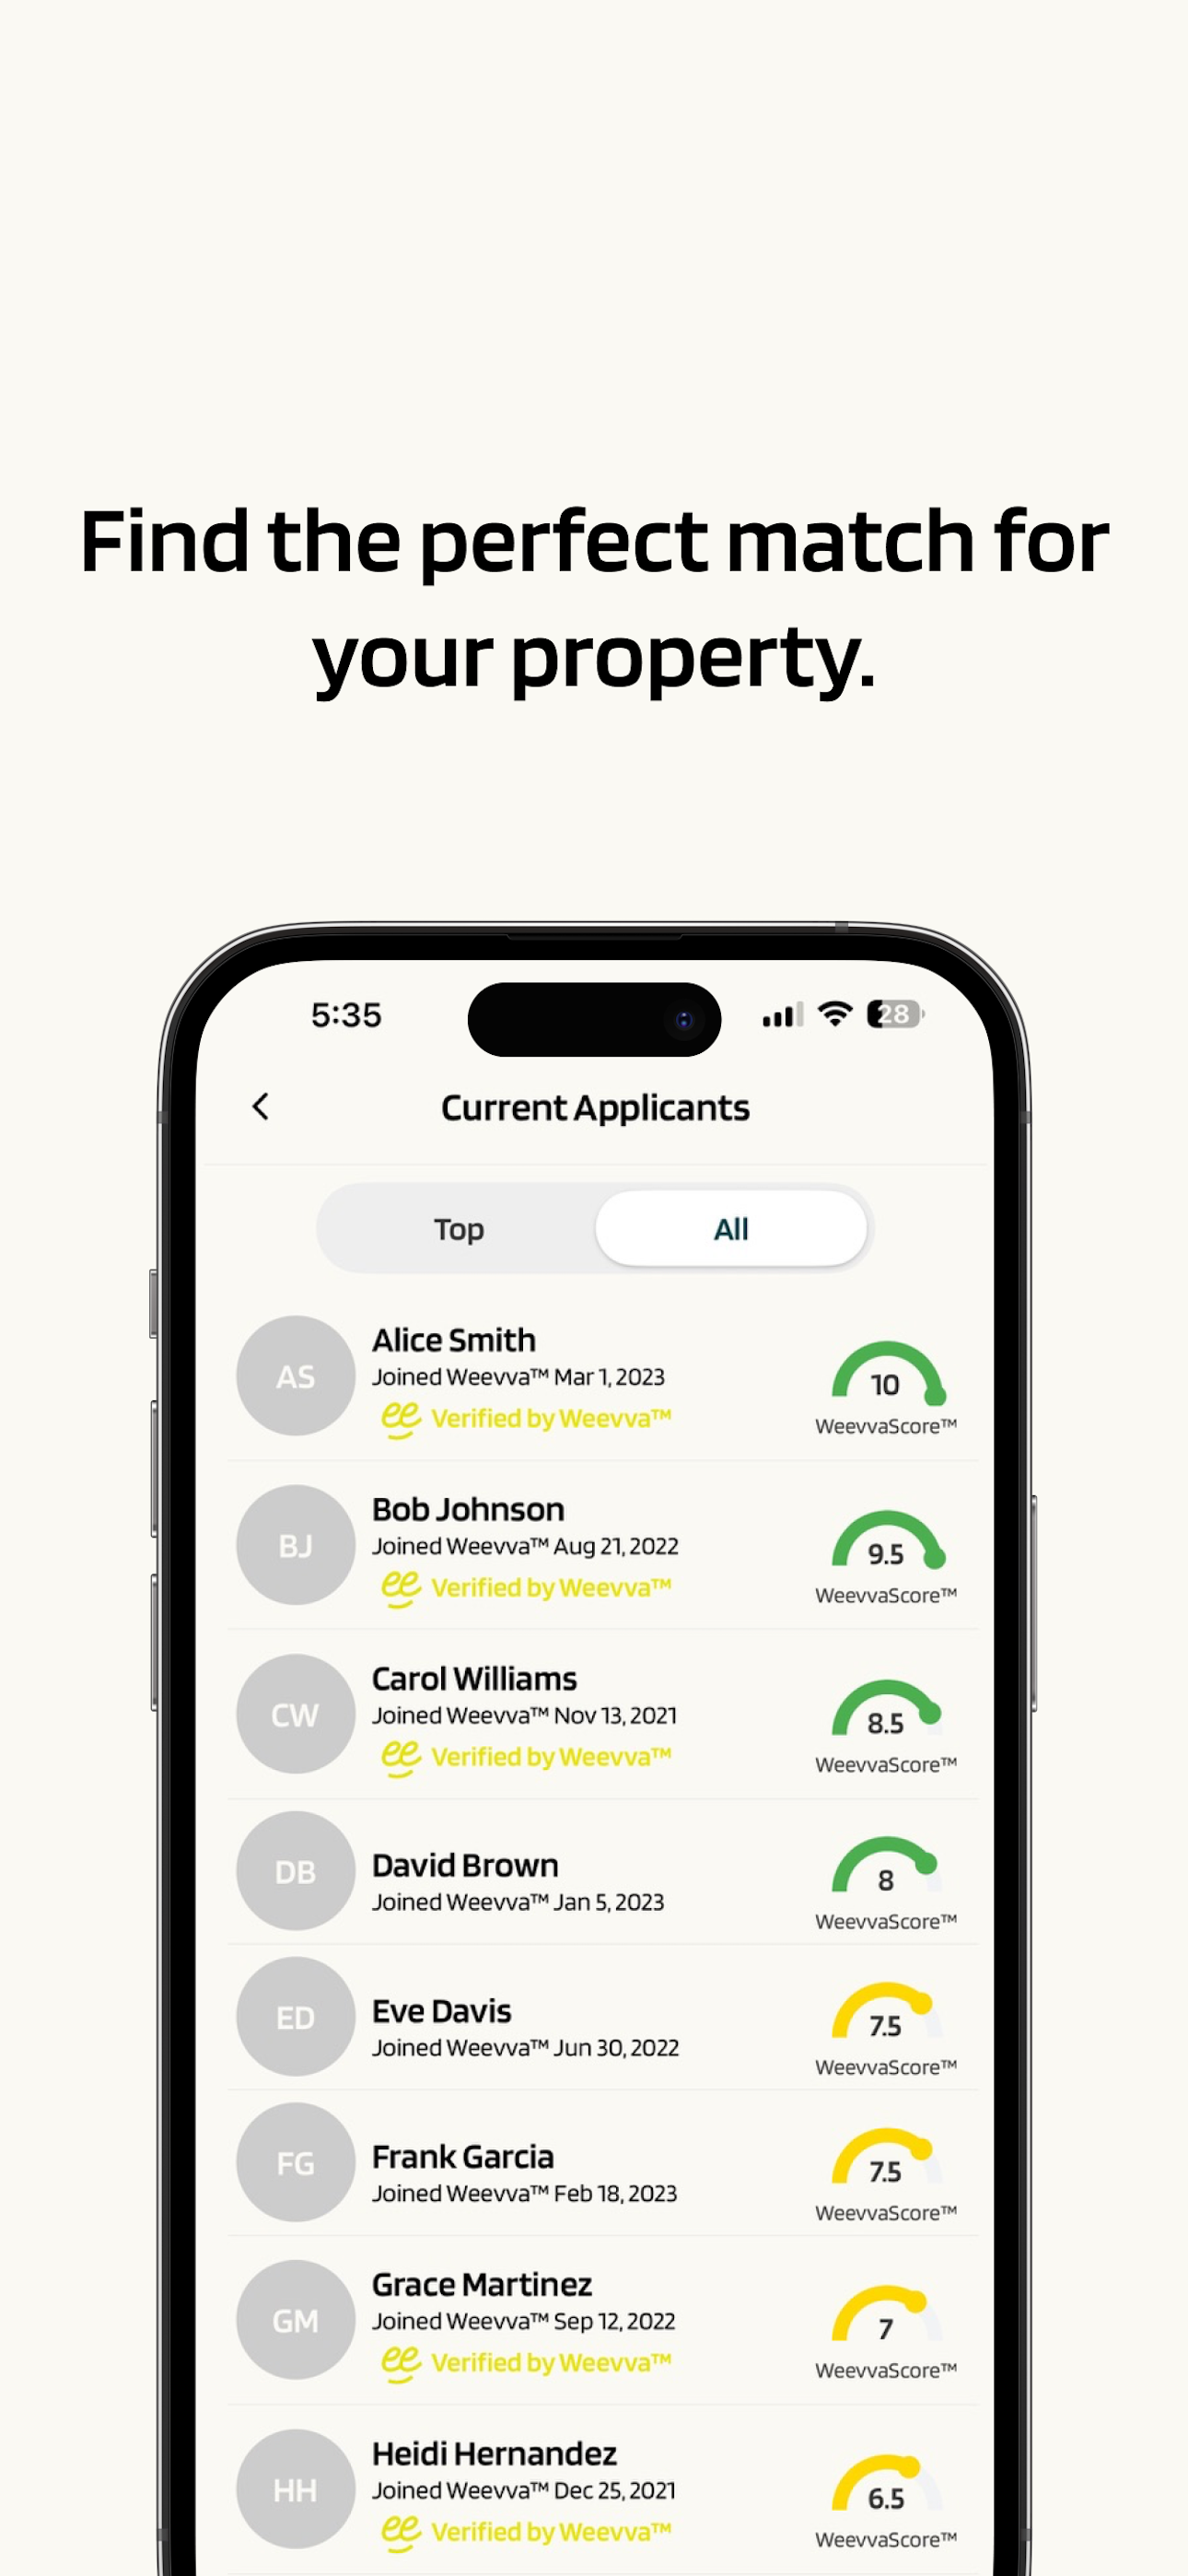 Find the perfect match for
your property.
5:35
28
Current Applicants
Top
All
AS
Alice Smith
Joined Weevva™ Mar 1, 2023
ee Verified by Weevva™
10
WeevvaScore™
BJ
Bob Johnson
Joined Weevva™ Aug 21, 2022
ee Verified by Weevva™
9.5
WeevvaScore™
CW
Carol Williams
Joined Weevva™ Nov 13, 2021
ee Verified by Weevva™
8.5
WeevvaScore™
DB
David Brown
Joined Weevva™ Jan 5, 2023
8
WeevvaScore™
ED
Eve Davis
Joined Weevva™ Jun 30, 2022
7.5
WeevvaScore™
FG
Frank Garcia
Joined Weevva™ Feb 18, 2023
7.5
WeevvaScore™
GM
Grace Martinez
Joined Weevva™ Sep 12, 2022
ee Verified by Weevva™
7
WeevvaScore™
HH
Heidi Hernandez
Joined Weevva™ Dec 25, 2021
ee Verified by Weevva™
6.5
WeevvaScore™